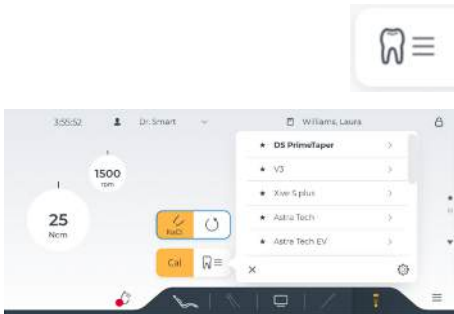 3:55:52
Dr. Smart
Williams, Laura
1500
rpm
25
Ncm
NaCl
Cal
DS PrimeTaper
V3
Xive S plus
Astra Tech
Astra Tech EV